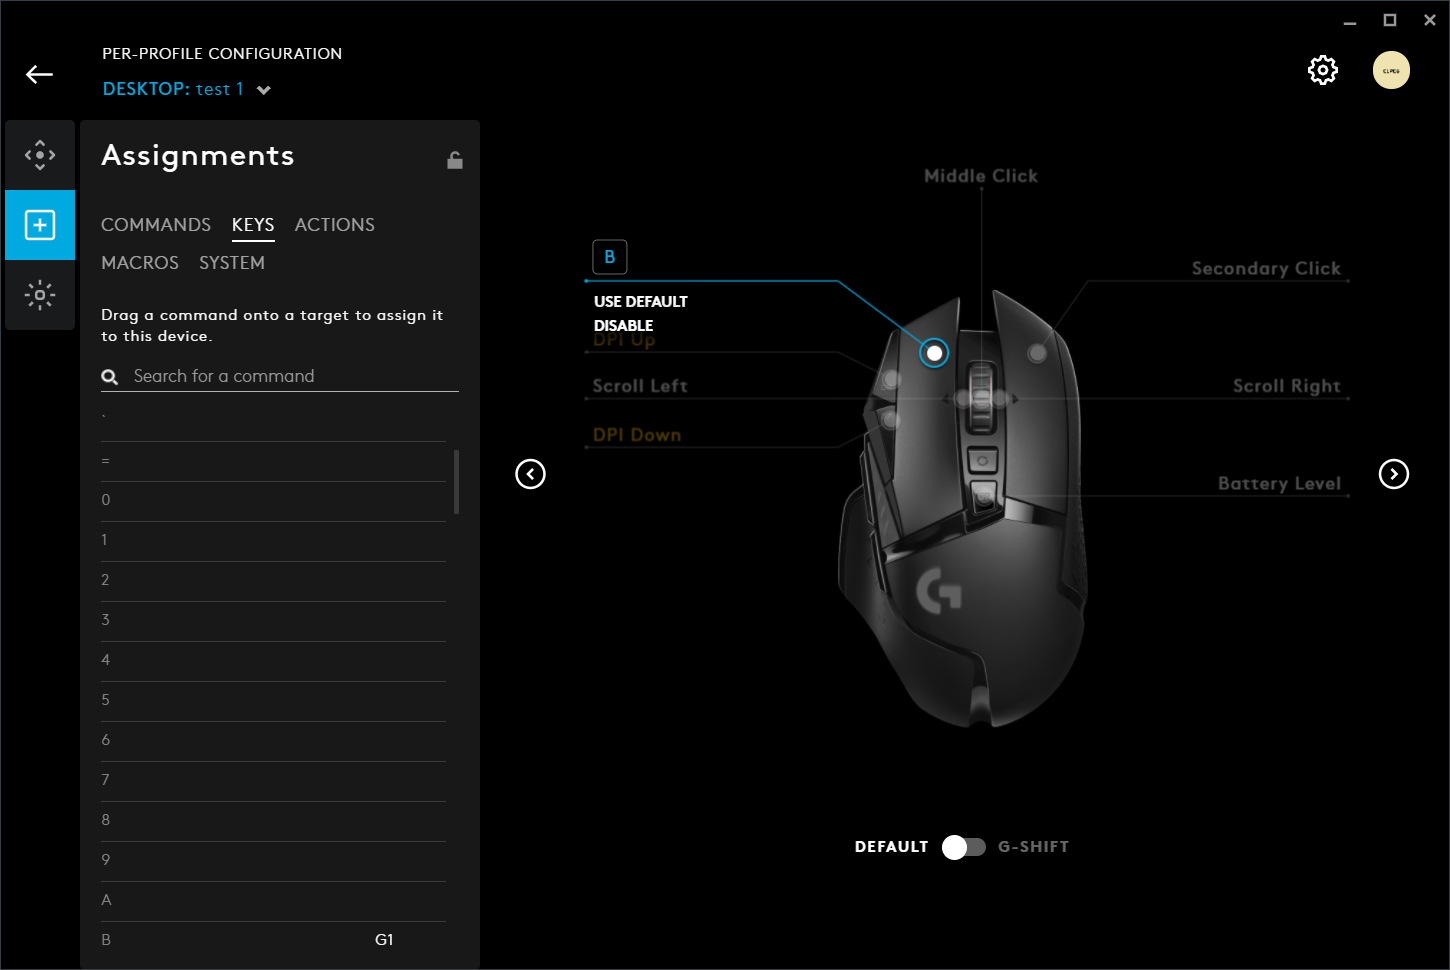 PER-PROFILE CONFIGURATION
DESKTOP: test 1
Assignments
COMMANDS KEYS ACTIONS
MACROS SYSTEM
Drag a command onto a target to assign it
to this device.
Search for a command
`
=
0
1
2
3
4
5
6
7
8
9
A
B G1
Middle Click
B
Secondary Click
USE DEFAULT
DISABLE
DPI Up
Scroll Left
Scroll Right
DPI Down
Battery Level
G
DEFAULT G-SHIFT